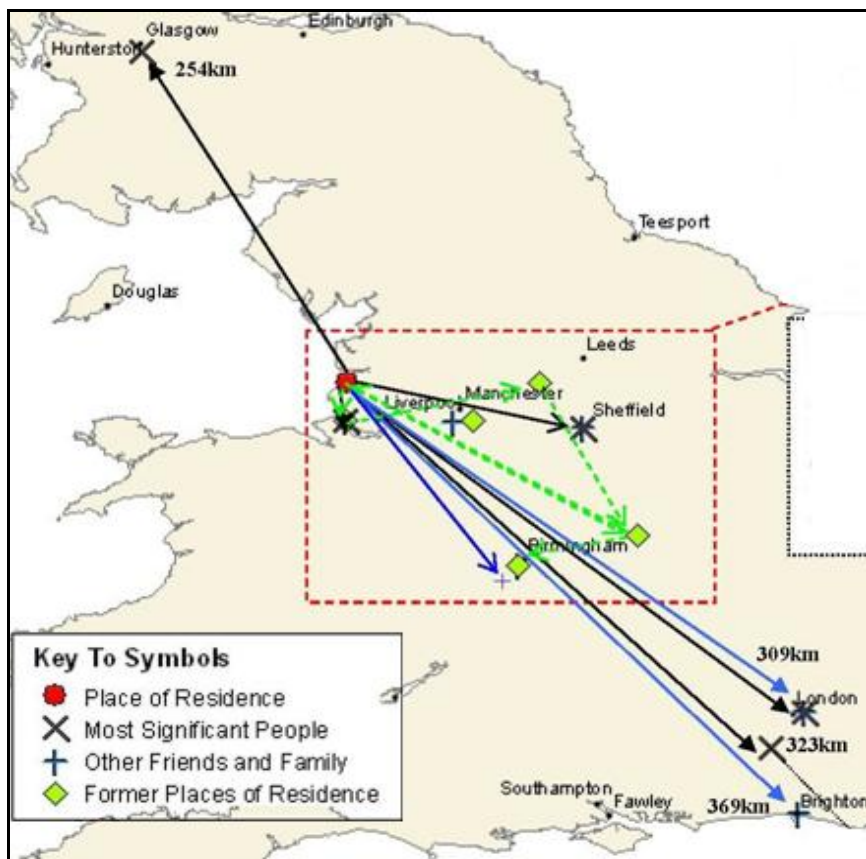 Glasgow
Edinburgh
Hunterston
254km
Teesport
Douglas
Leeds
Manchester
Liverpool
Sheffield
Birmingham
Key To Symbols
Place of Residence
Most Significant People
Other Friends and Family
Former Places of Residence
309km
London
323km
Southampton
Fawley
369km
Brighton